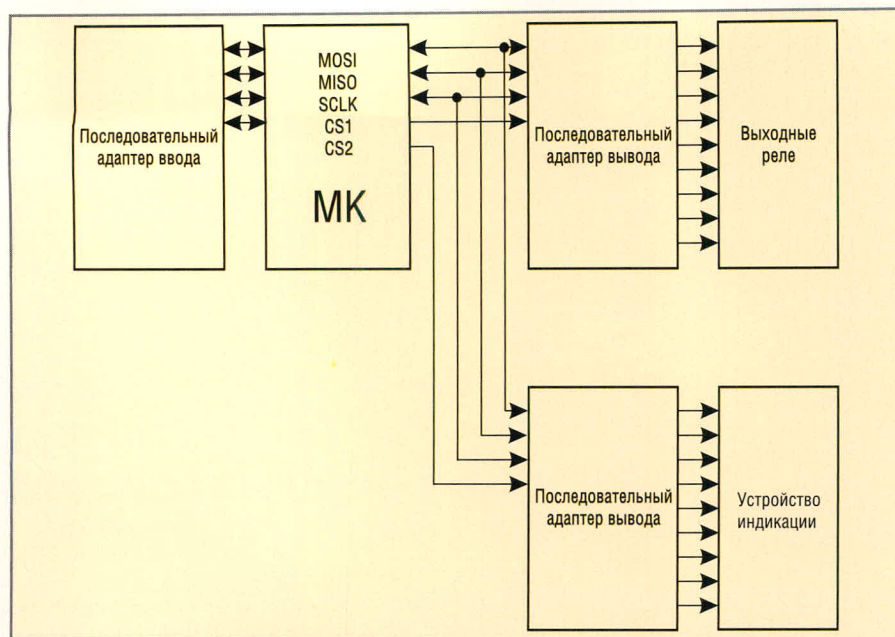 Последовательный
адаптер ввода
MOSI
MISO
SCLK
CS1
CS2
МК
Последовательный
адаптер вывода
Выходные
реле
Последовательный
адаптер вывода
Устройство
индикации